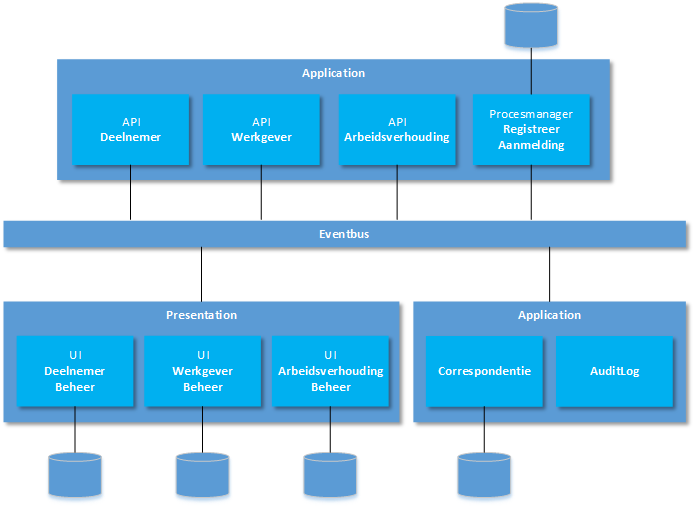 Application
API
Deelnemer
API
Werkgever
API
Arbeidsverhouding
Procesmanager
Registreer
Aanmelding
Eventbus
Presentation
UI
Deelnemer
Beheer
UI
Werkgever
Beheer
UI
Arbeidsverhouding
Beheer
Application
Correspondentie
AuditLog